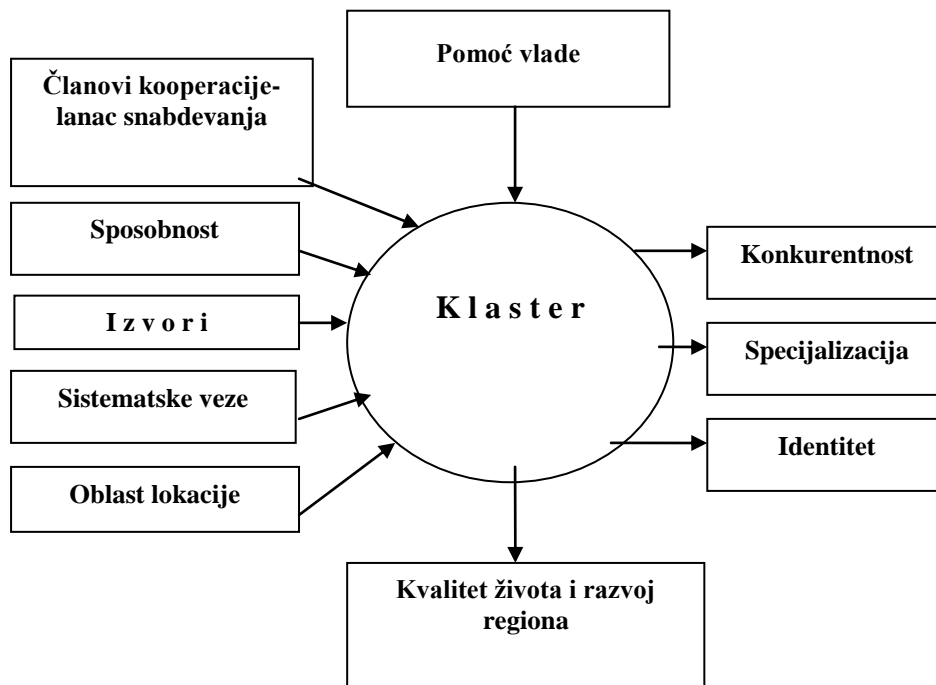 Pomoć vlade
Članovi kooperacije-
lanac snabdevanja
Sposobnost
I z v o r i
Sistematske veze
Oblast lokacije
K l a s t e r
Konkurentnost
Specijalizacija
Identitet
Kvalitet života i razvoj
regiona